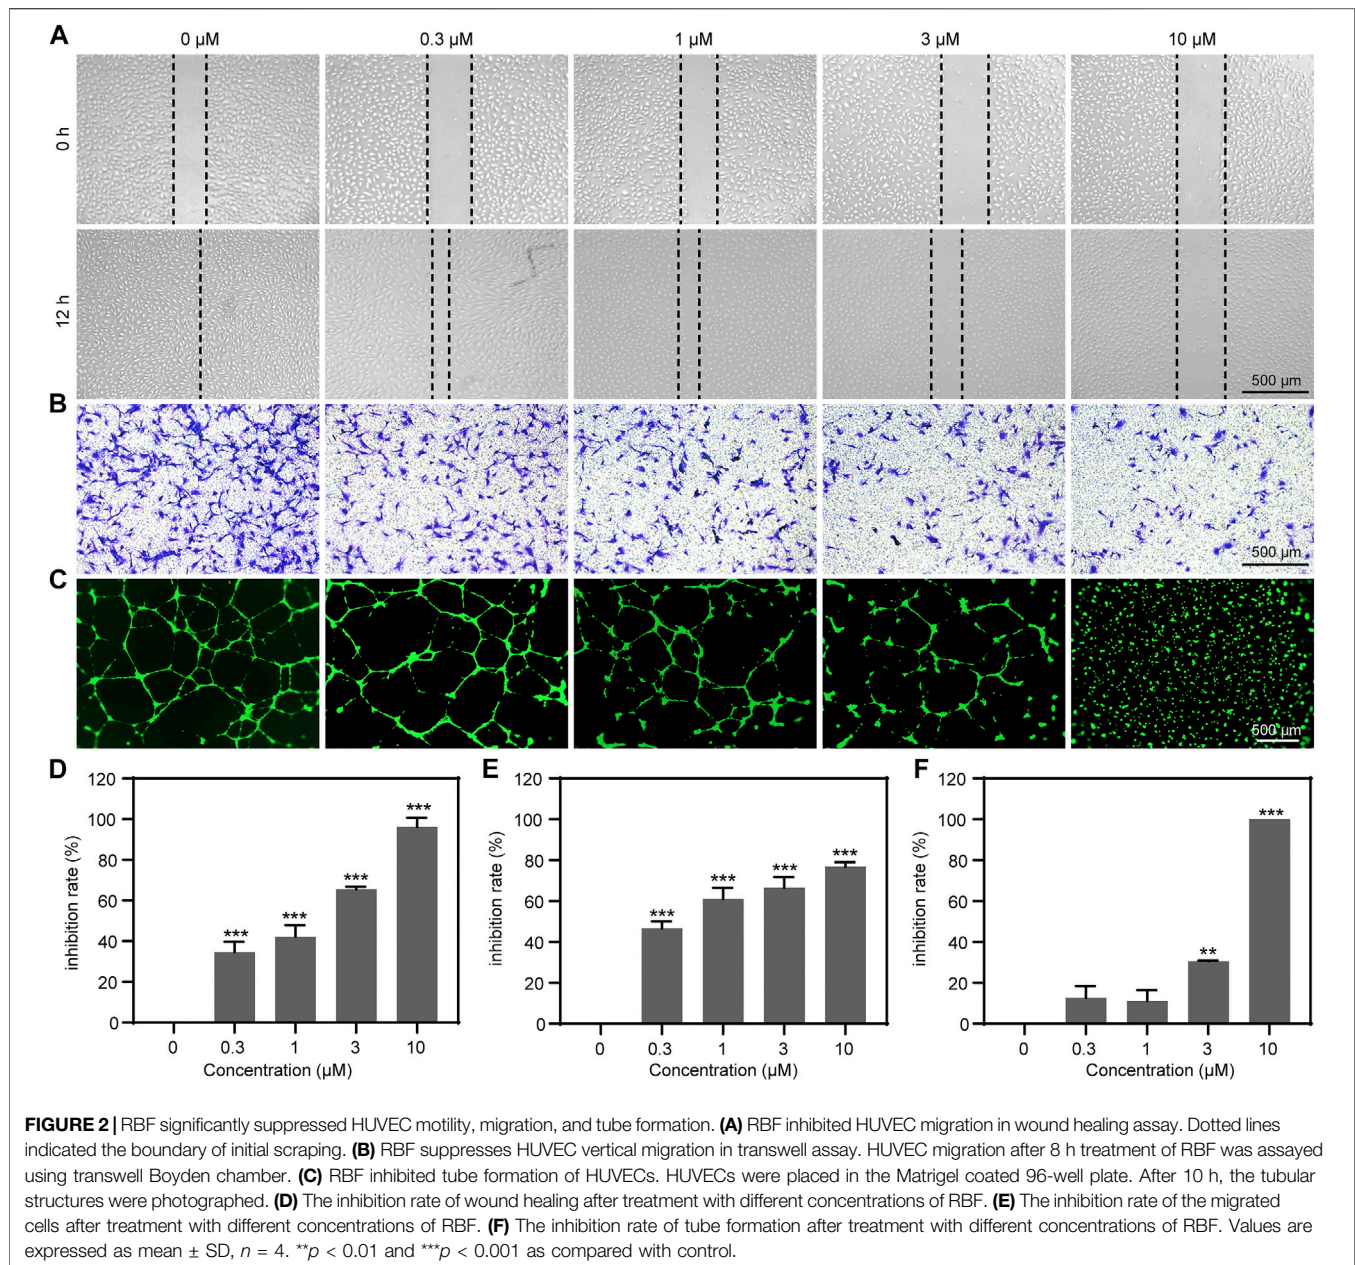 A
0 µM 0.3 µM 1 µM 3 µM 10 µM
0 h
12 h
500 µm
B
500 µm
C
500 µm
D
120
100
80
60
40
20
0
inhibition rate (%)
***
***
***
***
0 0.3 1 3 10
Concentration (µM)
E
120
100
80
60
40
20
0
inhibition rate (%)
***
***
***
***
0 0.3 1 3 10
Concentration (µM)
F
120
100
80
60
40
20
0
inhibition rate (%)
**
***
0 0.3 1 3 10
Concentration (µM)
FIGURE 2 | RBF significantly suppressed HUVEC motility, migration, and tube formation. (A) RBF inhibited HUVEC migration in wound healing assay. Dotted lines
indicated the boundary of initial scraping. (B) RBF suppresses HUVEC vertical migration in transwell assay. HUVEC migration after 8 h treatment of RBF was assayed
using transwell Boyden chamber. (C) RBF inhibited tube formation of HUVECs. HUVECs were placed in the Matrigel coated 96-well plate. After 10 h, the tubular
structures were photographed. (D) The inhibition rate of wound healing after treatment with different concentrations of RBF. (E) The inhibition rate of the migrated
cells after treatment with different concentrations of RBF. (F) The inhibition rate of tube formation after treatment with different concentrations of RBF. Values are
expressed as mean ± SD, n = 4. **p < 0.01 and ***p < 0.001 as compared with control.